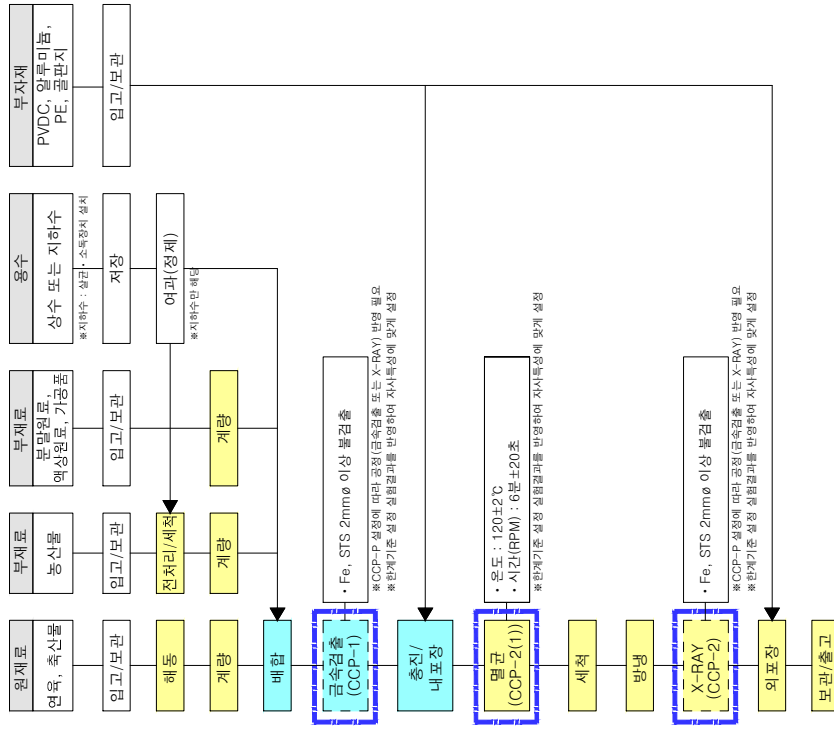 원재료
연육, 축산물
입고/보관
해동
계량
배합
금속검출
(CCP-1)
충진/
내포장
멸균
(CCP-2(1))
세척
방냉
X-RAY
(CCP-2)
외포장
보관/출고
부재료
농산물
입고/보관
전처리/세척
계량
부재료
분말원료,
액상원료, 가공품
입고/보관
계량
용수
상수 또는 지하수
※지하수 : 살균・소독장치 설치
저장
여과(정제)
※지하수만 해당
부자재
PVDC, 알루미늄,
PE, 골판지
입고/보관
・Fe, STS 2mmø 이상 불검출
※CCP-P 설정에 따라 공정(금속검출 또는 X-RAY) 반영 필요
※한계기준 설정 실험결과를 반영하여 자사특성에 맞게 설정
・온도 : 120±2℃
・시간(RPM) : 6분±20초
※한계기준 설정 실험결과를 반영하여 자사특성에 맞게 설정
・Fe, STS 2mmø 이상 불검출
※CCP-P 설정에 따라 공정(금속검출 또는 X-RAY) 반영 필요
※한계기준 설정 실험결과를 반영하여 자사특성에 맞게 설정